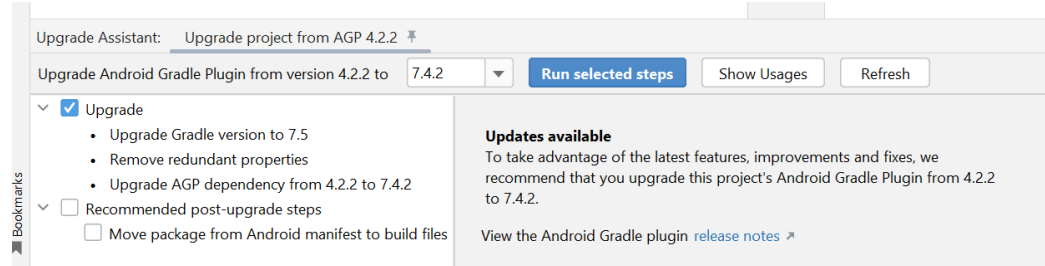 Upgrade Assistant: Upgrade project from AGP 4.2.2
Upgrade Android Gradle Plugin from version 4.2.2 to 7.4.2 Run selected steps Show Usages Refresh
Upgrade
• Upgrade Gradle version to 7.5
• Remove redundant properties
• Upgrade AGP dependency from 4.2.2 to 7.4.2
Recommended post-upgrade steps
Move package from Android manifest to build files
Updates available
To take advantage of the latest features, improvements and fixes, we
recommend that you upgrade this project's Android Gradle Plugin from 4.2.2
to 7.4.2.
View the Android Gradle plugin release notes
Bookmarks